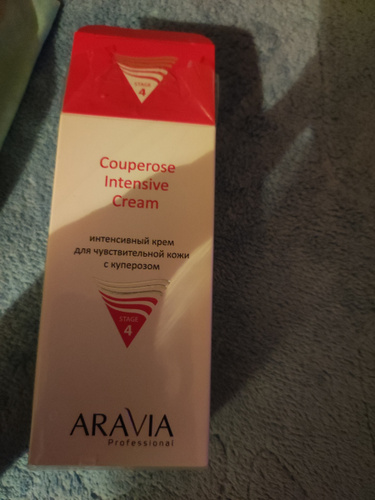 STAGE
4
Couperose
Intensive
Cream
интенсивный крем
для чувствительной кожи
с куперозом
STAGE
4
ARAVIA
Professional